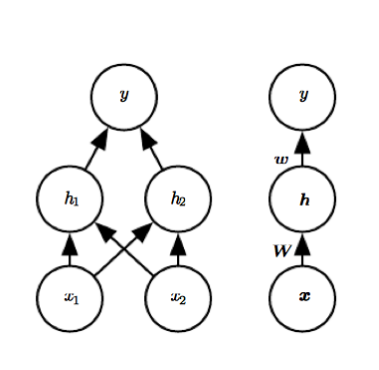 y y
w
h₁ h₂ h
W
x₁ x₂ x